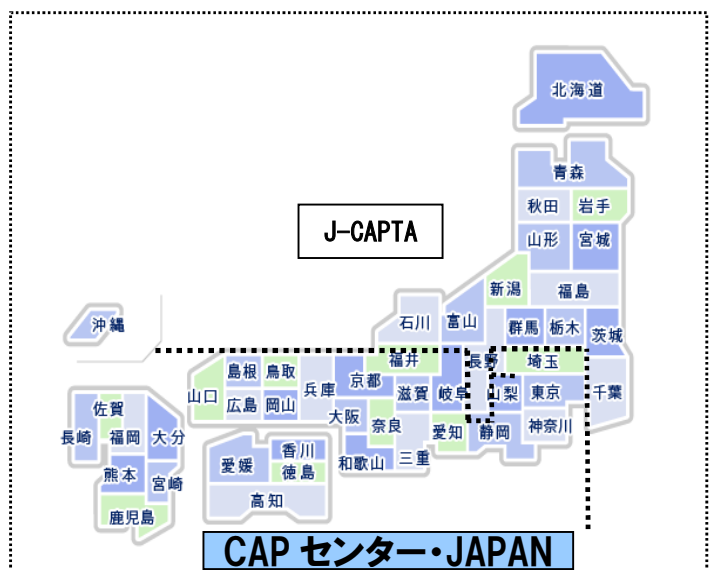 北海道
青森
秋田 岩手
J-CAPTA
山形 宮城
新潟 福島
沖縄 石川 富山 群馬 栃木 茨城
福井 長野 埼玉
島根 鳥取 京都
山口 兵庫 滋賀 岐阜 山梨 東京 千葉
広島 岡山
佐賀 大阪 奈良 愛知 静岡 神奈川
長崎 福岡 大分
香川 和歌山 三重
愛媛 徳島
熊本 宮崎
高知
鹿児島
CAP センター・JAPAN